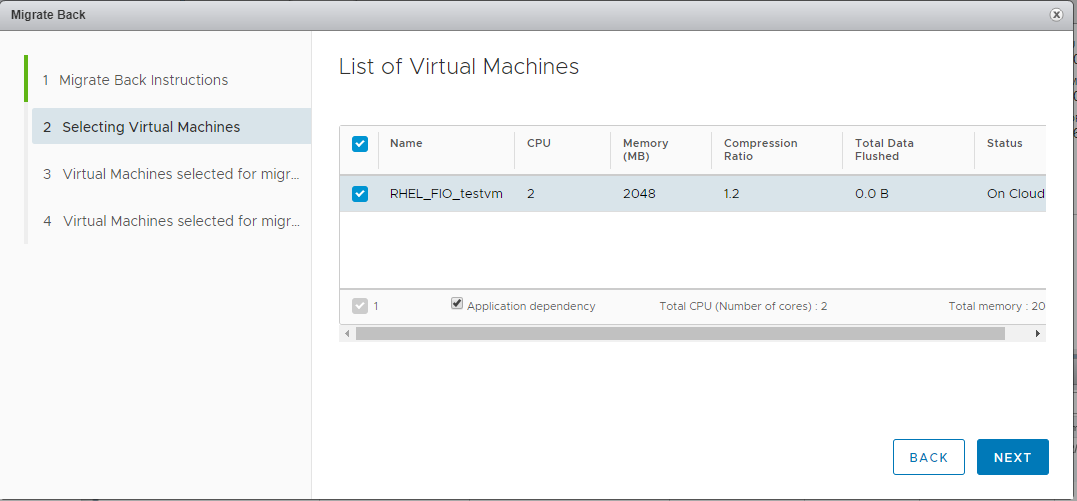 Migrate Back
1 Migrate Back Instructions
2 Selecting Virtual Machines
3 Virtual Machines selected for migr...
4 Virtual Machines selected for migr...
List of Virtual Machines
Name CPU Memory (MB) Compression Ratio Total Data Flushed Status
RHEL_FIO_testvm 2 2048 1.2 0.0 B On Cloud
1 Application dependency Total CPU (Number of cores) : 2 Total memory : 20
BACK NEXT